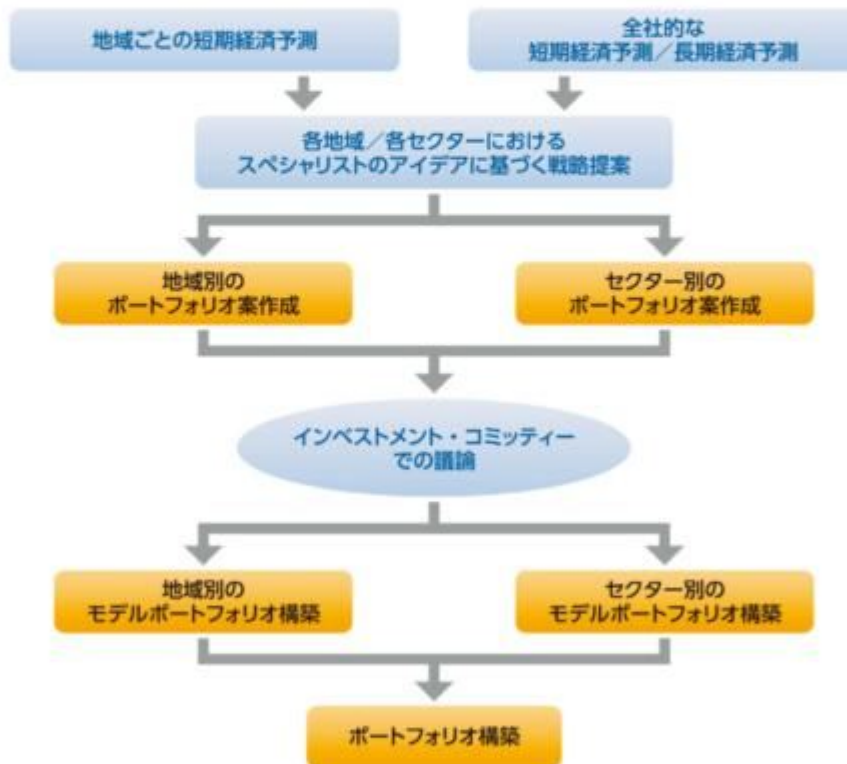 地域ごとの短期経済予測
全社的な
短期経済予測／長期経済予測
各地域／各セクターにおける
スペシャリストのアイデアに基づく戦略提案
地域別の
ポートフォリオ案作成
セクター別の
ポートフォリオ案作成
インベストメント・コミッティー
での議論
地域別の
モデルポートフォリオ構築
セクター別の
モデルポートフォリオ構築
ポートフォリオ構築